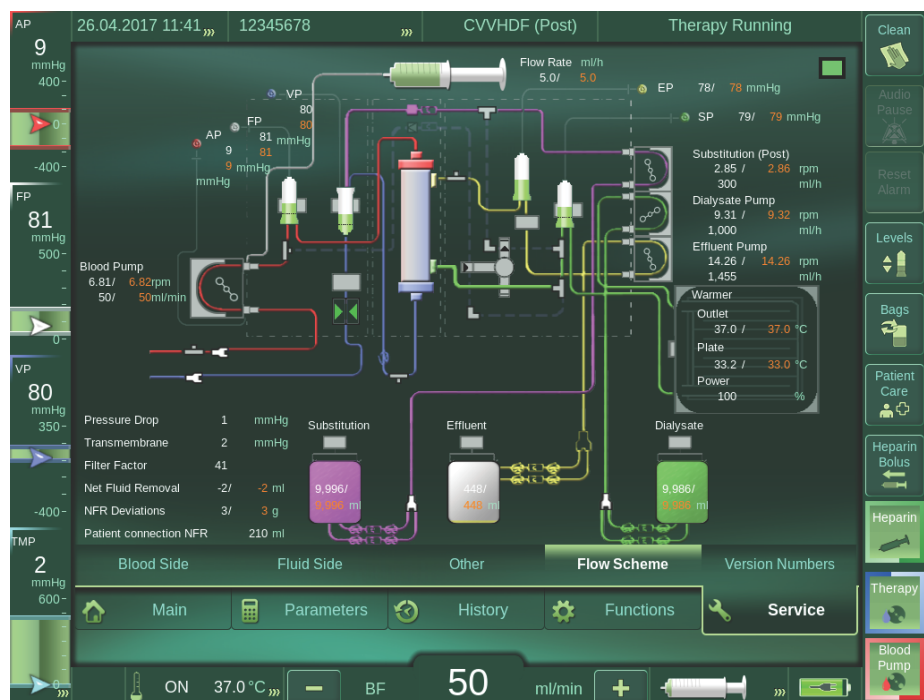 AP
9
mmHg
400
0
-400
FP
81
mmHg
500
0
VP
80
mmHg
350
-400
TMP
2
mmHg
600
0
26.04.2017 11:41
12345678
CVVHDF (Post)
Therapy Running
Flow Rate ml/h
5.0/ 5.0
EP 78/ 78 mmHg
SP 79/ 79 mmHg
VP
80
80
mmHg
FP
81
81
mmHg
AP
9
9
mmHg
Substitution (Post)
2.85 / 2.86 rpm
300 ml/h
Dialysate Pump
9.31 / 9.32 rpm
1,000 ml/h
Effluent Pump
14.26 / 14.26 rpm
1,455 ml/h
Blood Pump
6.81/ 6.82rpm
50/ 50ml/min
Warmer
Outlet
37.0 / 37.0 °C
Plate
33.2 / 33.0 °C
Power
100 %
Pressure Drop 1 mmHg
Transmembrane 2 mmHg
Filter Factor 41
Net Fluid Removal -2/ -2 ml
NFR Deviations 3/ 3 g
Patient connection NFR 210 ml
Substitution
9,996/
9,996 ml
Effluent
448/
448 ml
Dialysate
9,986/
ml
Blood Side
Fluid Side
Other
Flow Scheme
Version Numbers
Main
Parameters
History
Functions
Service
ON 37.0 °C
BF 50 ml/min
Clean
Audio
Pause
Reset
Alarm
Levels
Bags
Patient
Care
Heparin
Bolus
Heparin
Therapy
Blood
Pump